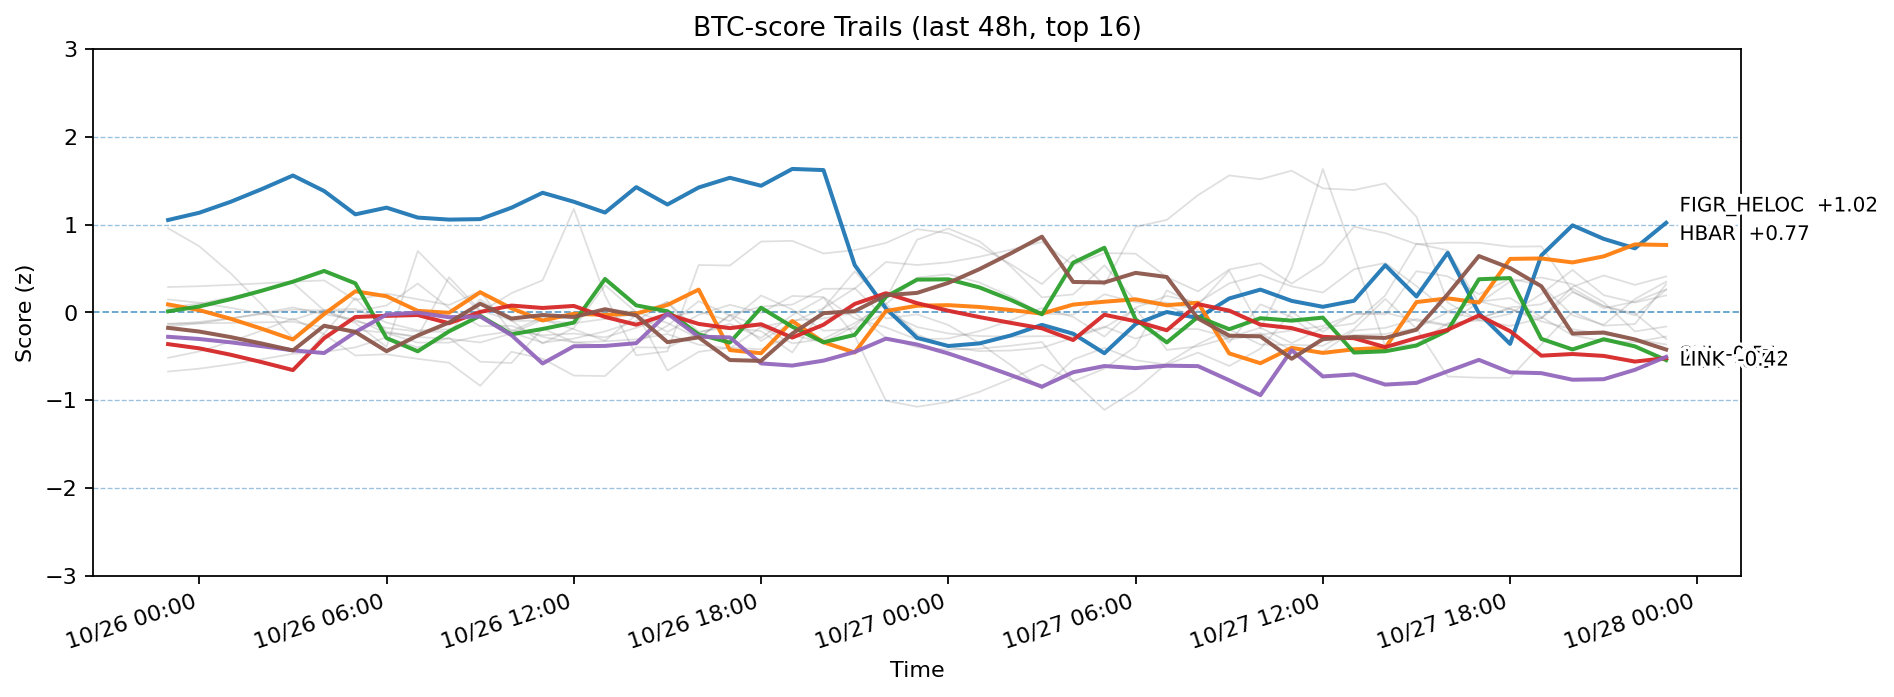 BTC-score Trails (last 48h, top 16)
Score (z)
3
2
1
0
−1
−2
−3
FIGR_HELOC +1.02
HBAR +0.77
LINK -0.42
10/26 00:00
10/26 06:00
10/26 12:00
10/26 18:00
10/27 00:00
10/27 06:00
10/27 12:00
10/27 18:00
10/28 00:00
Time